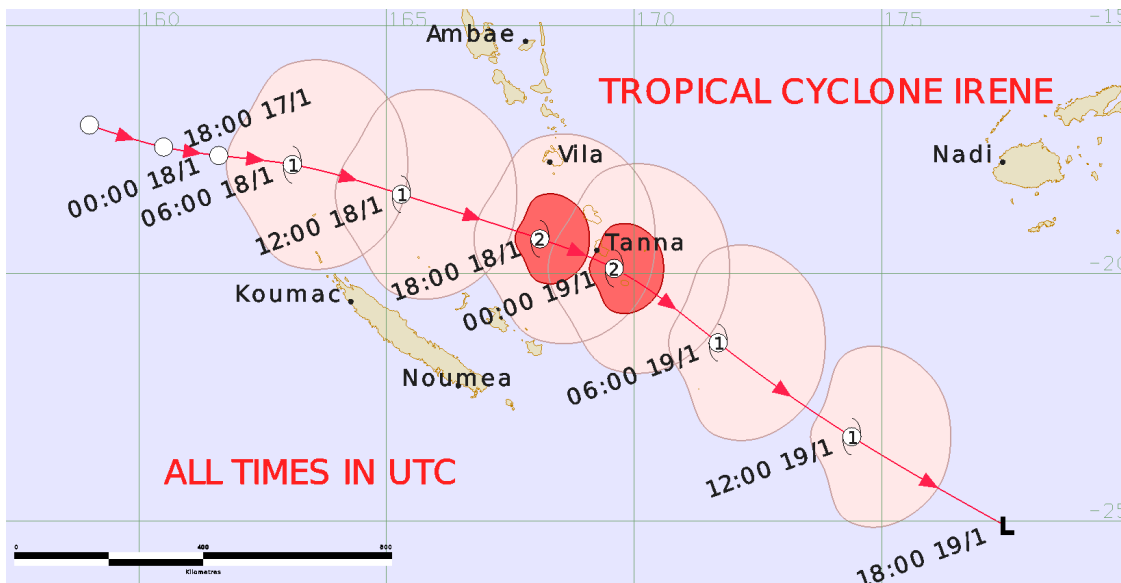 160
165
170
175
-15
Ambae
TROPICAL CYCLONE IRENE
18:00 17/1
Vila
Nadi
00:00 18/1
1
06:00 18/1
1
12:00 18/1
2
Tanna
18:00 18/1
2
-20
00:00 19/1
Koumac
1
06:00 19/1
Noumea
1
12:00 19/1
ALL TIMES IN UTC
L
-25
18:00 19/1
0
400
800
Kilometres